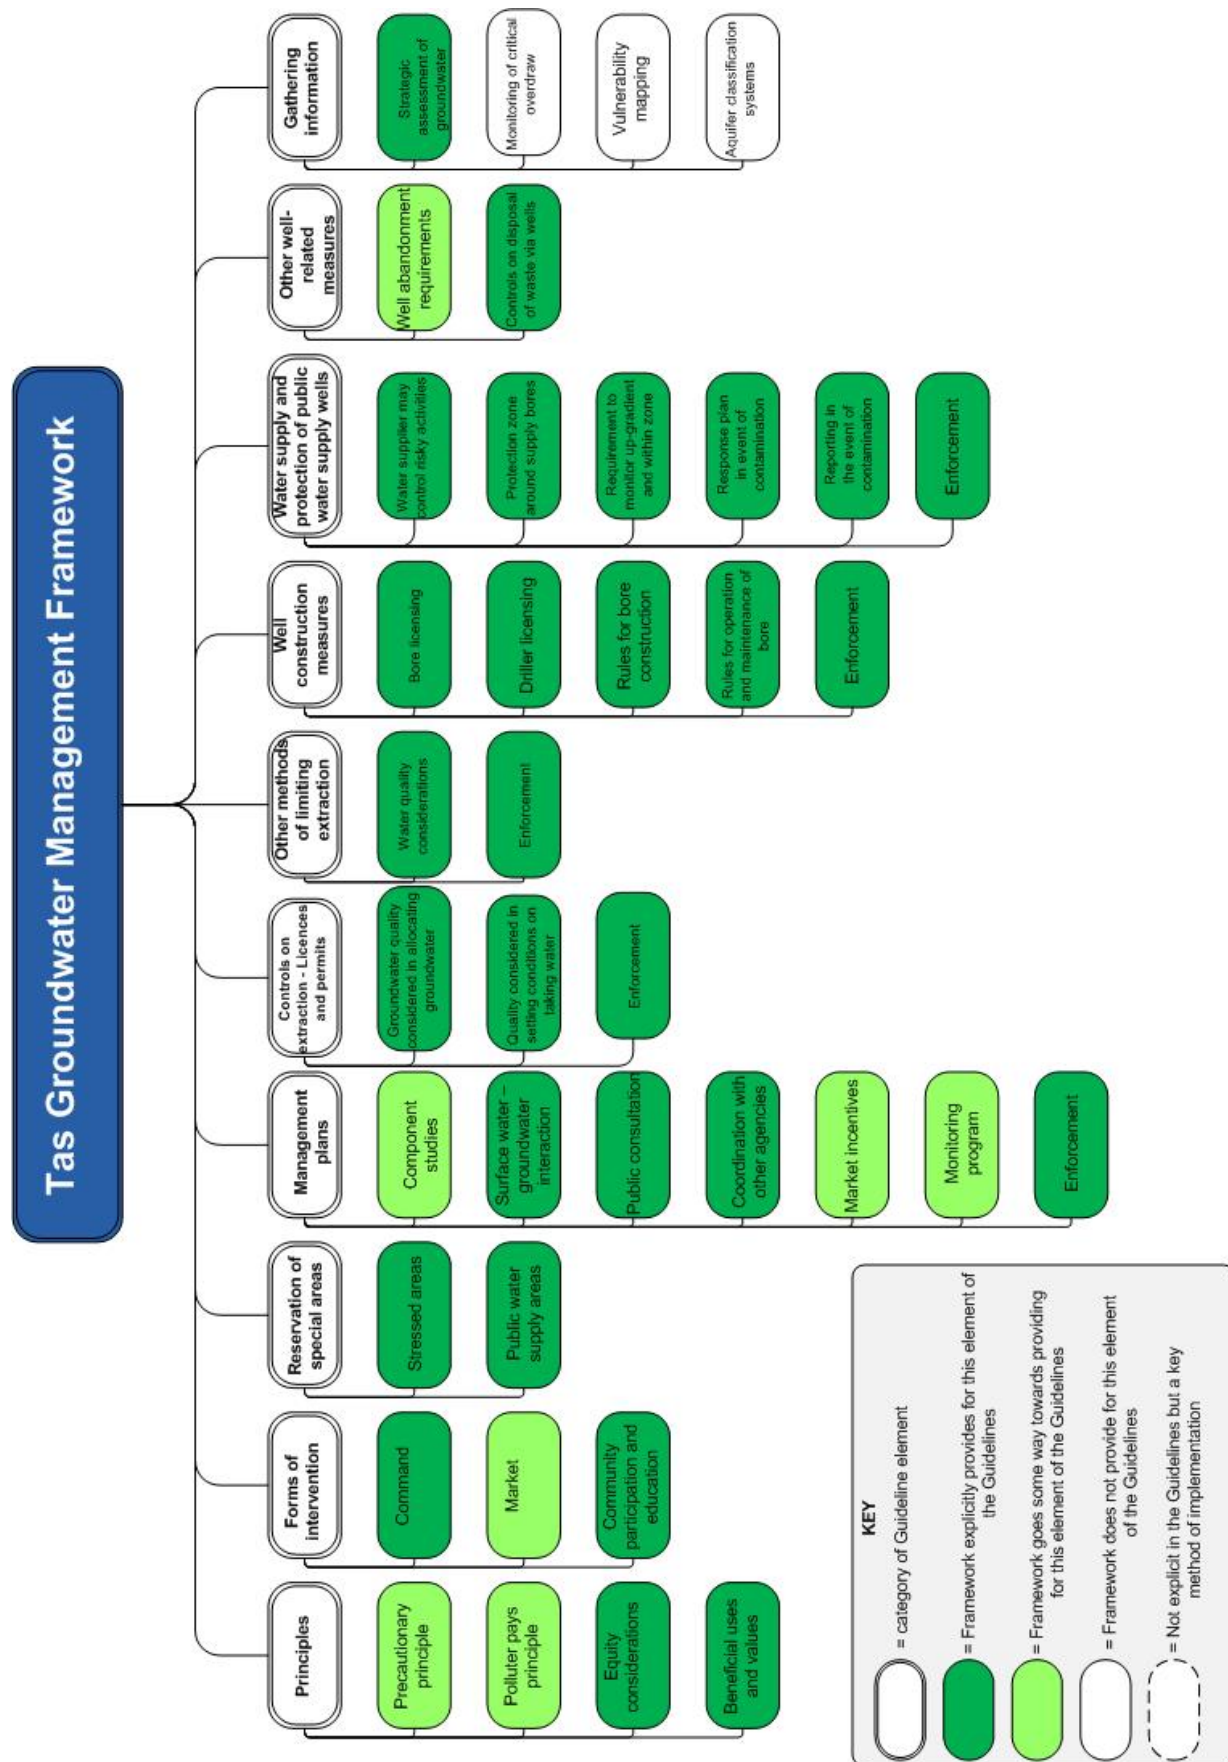 Tas Groundwater Management Framework
Principles
Precautionary
principle
Polluter pays
principle
Equity
considerations
Beneficial uses
and values
Forms of
intervention
Command
Market
Community
participation and
education
Reservation of
special areas
Stressed areas
Public water
supply areas
Management
plans
Component
studies
Surface water –
groundwater
interaction
Public consultation
Coordination with
other agencies
Market incentives
Monitoring
program
Enforcement
Controls on
extraction - Licences
and permits
Groundwater quality
considered in allocating
groundwater
Quality considered in
setting conditions on
taking water
Enforcement
Other methods
of limiting
extraction
Water quality
considerations
Enforcement
Well
construction
measures
Bore licensing
Driller licensing
Rules for bore
construction
Rules for operation
and maintenance of
bore
Enforcement
Water supply and
protection of public
water supply wells
Water supplier may
control risky activities
Protection zone
around supply bores
Requirement to
monitor up-gradient
and within zone
Response plan
in event of
contamination
Reporting in
the event of
contamination
Enforcement
Other well-
related
measures
Well abandonment
requirements
Controls on disposal
of waste via wells
Gathering
information
Strategic
assessment of
groundwater
Monitoring of critical
overdraw
Vulnerability
mapping
Aquifer classification
systems
KEY
= category of Guideline element
= Framework explicitly provides for this element of
the Guidelines
= Framework goes some way towards providing
for this element of the Guidelines
= Framework does not provide for this element
of the Guidelines
= Not explicit in the Guidelines but a key
method of implementation